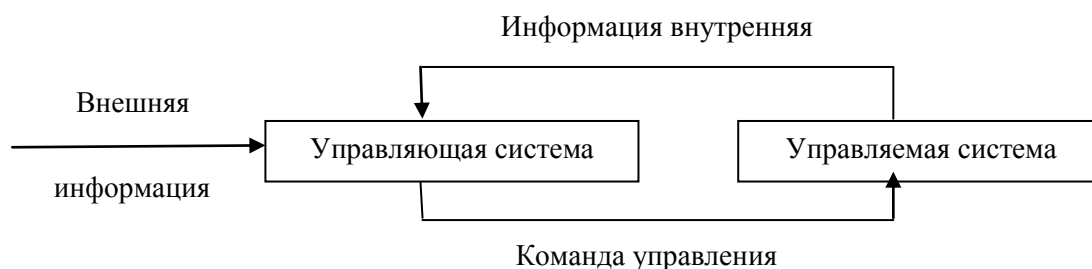 Информация внутренняя
Внешняя
информация
Управляющая система
Управляемая система
Команда управления